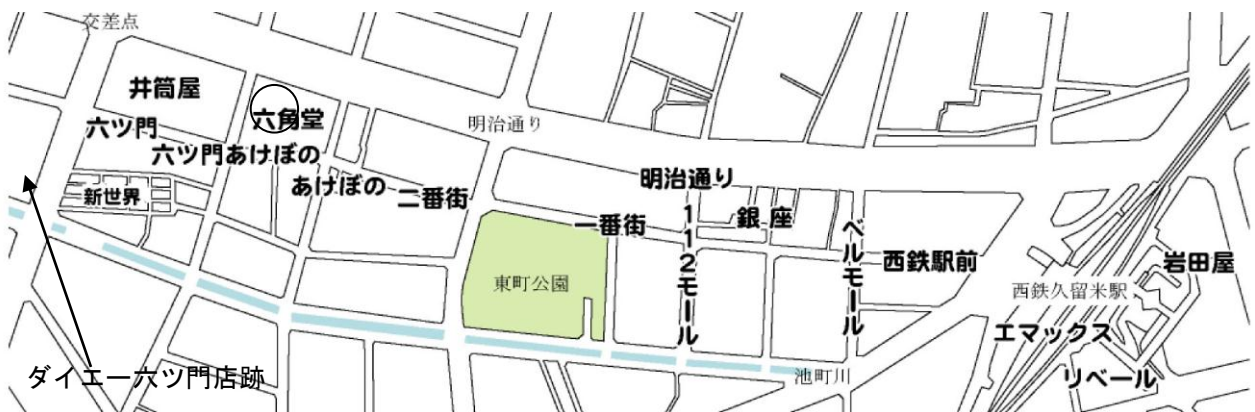 交差点
井筒屋
六角堂
明治通り
六ツ門
六ツ門あけぼの
あけぼの
新世界
二番街
明治通り
一番街
112モール
銀座
ベルモール
西鉄駅前
岩田屋
東町公園
西鉄久留米駅
エマックス
リベール
池町川
ダイエー六ツ門店跡